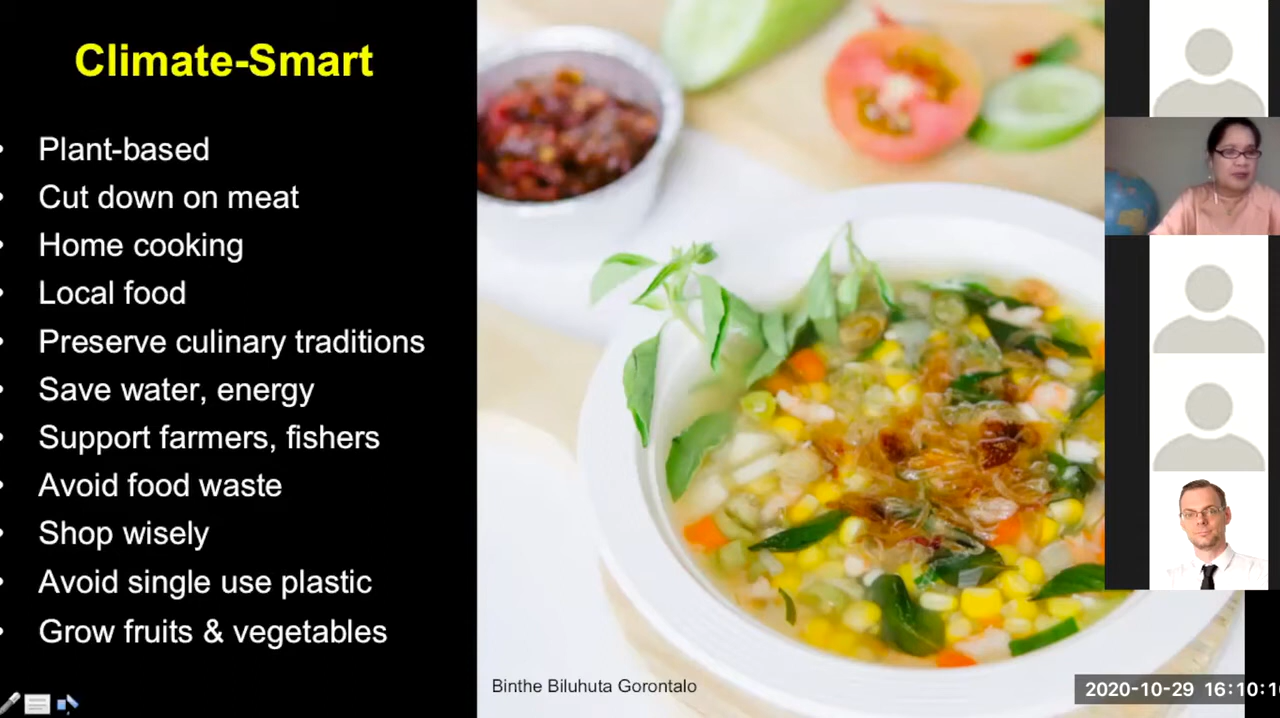 Climate-Smart
• Plant-based
• Cut down on meat
• Home cooking
• Local food
• Preserve culinary traditions
• Save water, energy
• Support farmers, fishers
• Avoid food waste
• Shop wisely
• Avoid single use plastic
• Grow fruits & vegetables
Binthe Biluhuta Gorontalo
2020-10-29 16:10:1